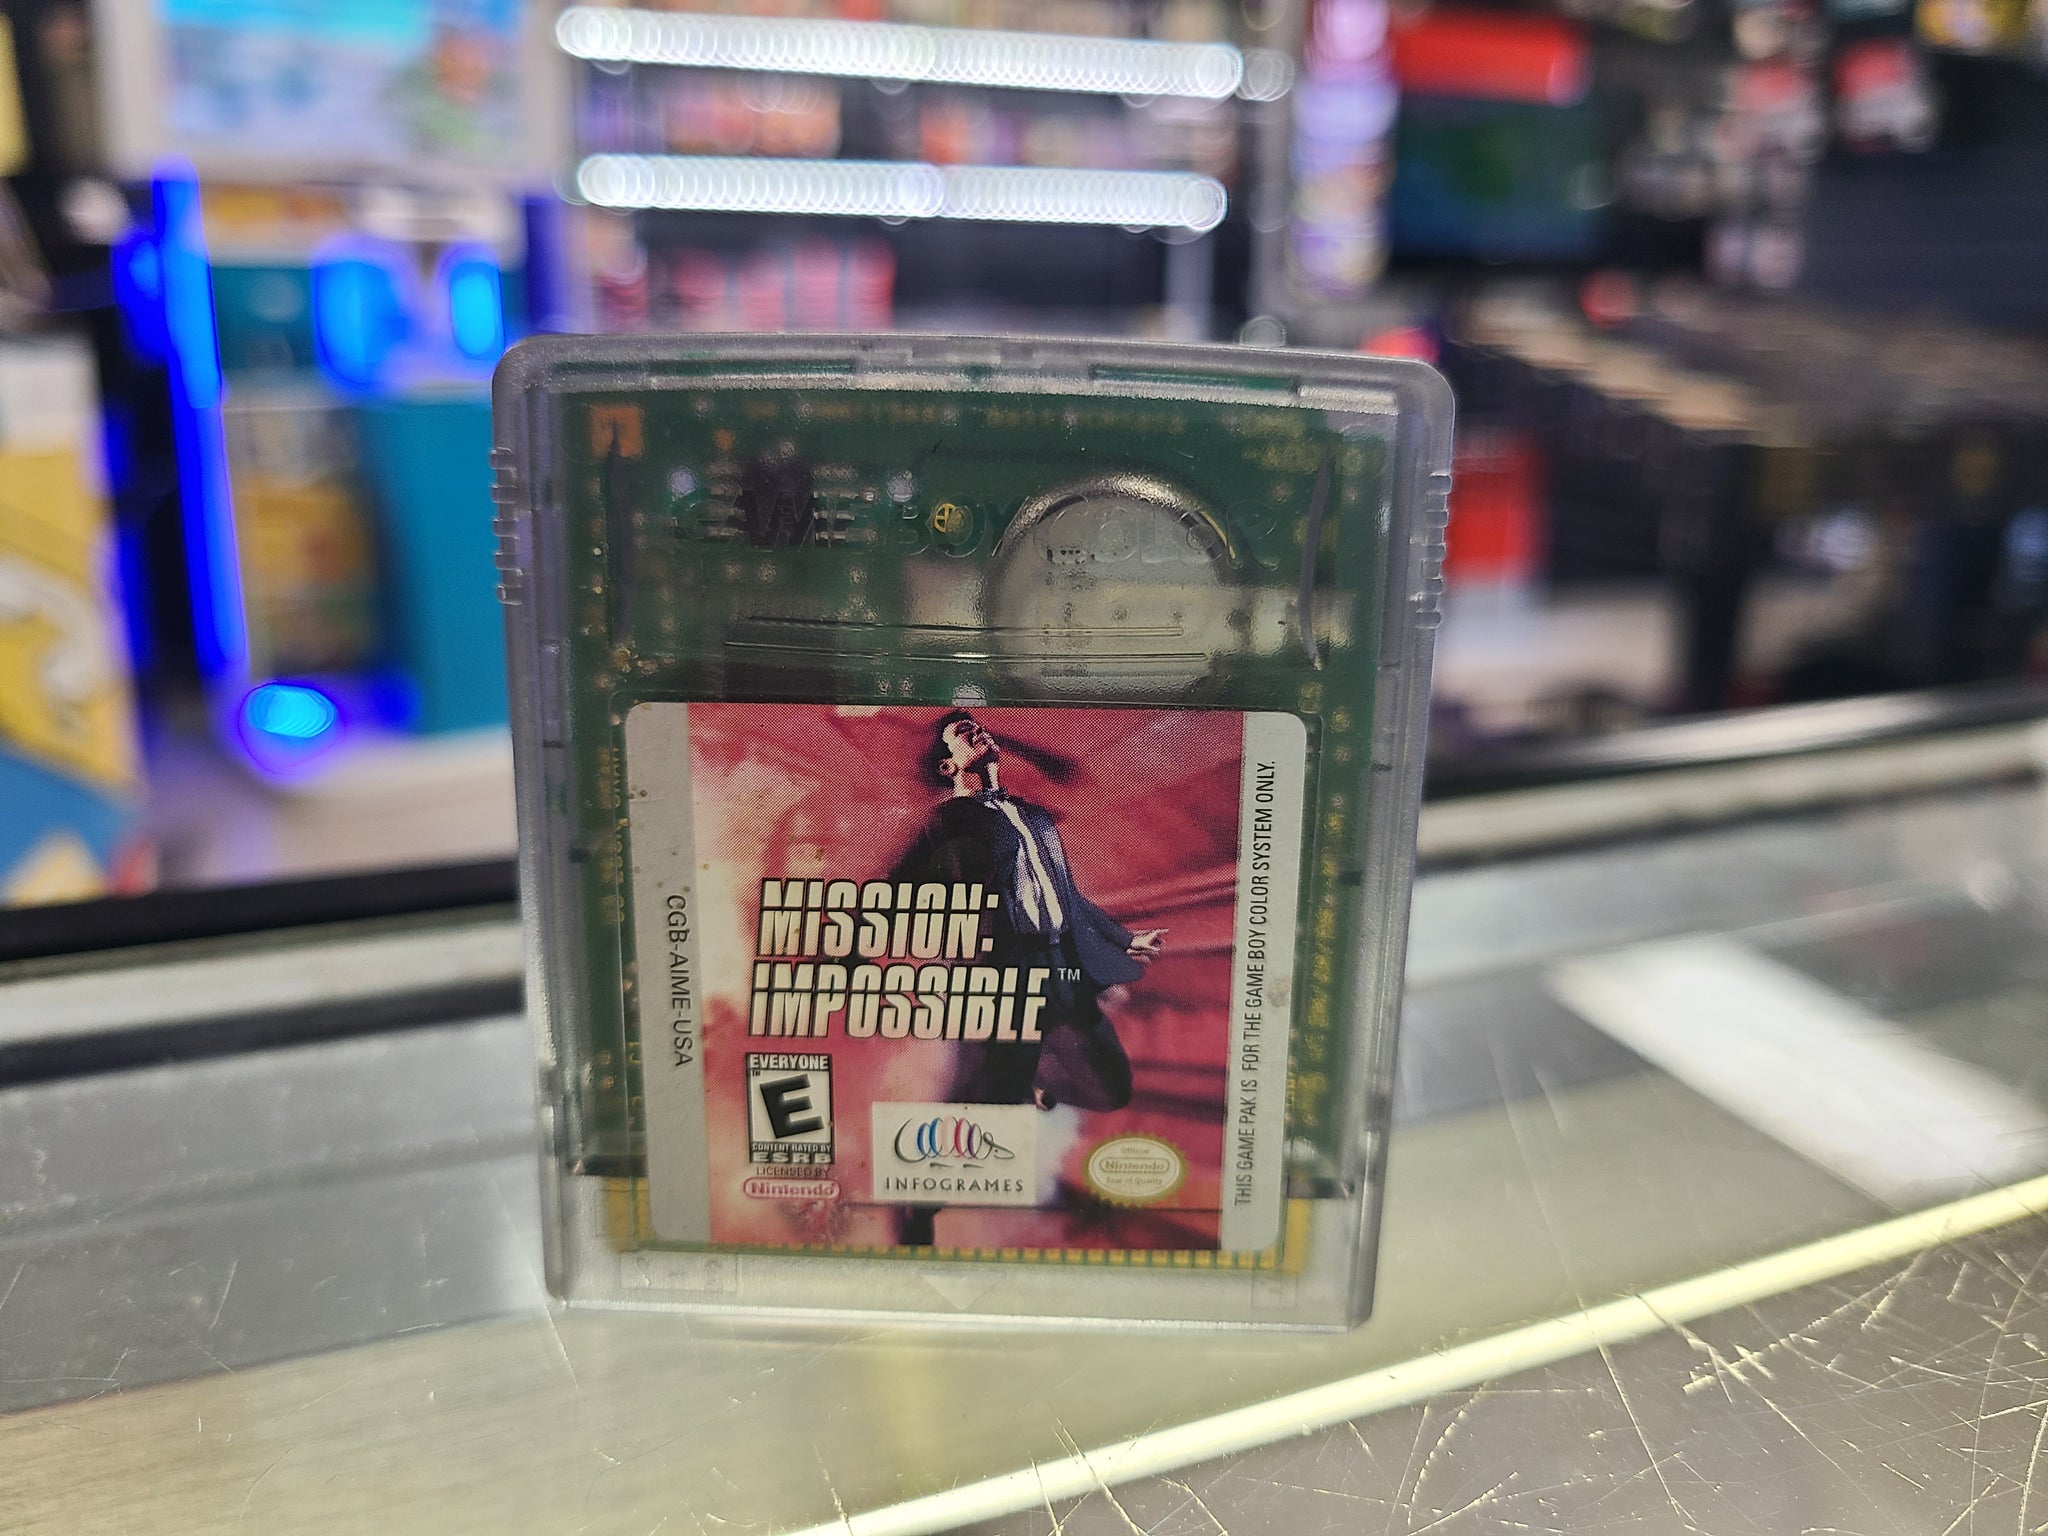 GAME BOY COLOR
MISSION:
IMPOSSIBLE™
EVERYONE
™
E
CONTENT RATED BY
ESRB
LICENSED BY
Nintendo
INFOGRAMES
Official
Nintendo
Seal of Quality
CGB-AIME-USA
THIS GAME PAK IS FOR THE GAME BOY COLOR SYSTEM ONLY.